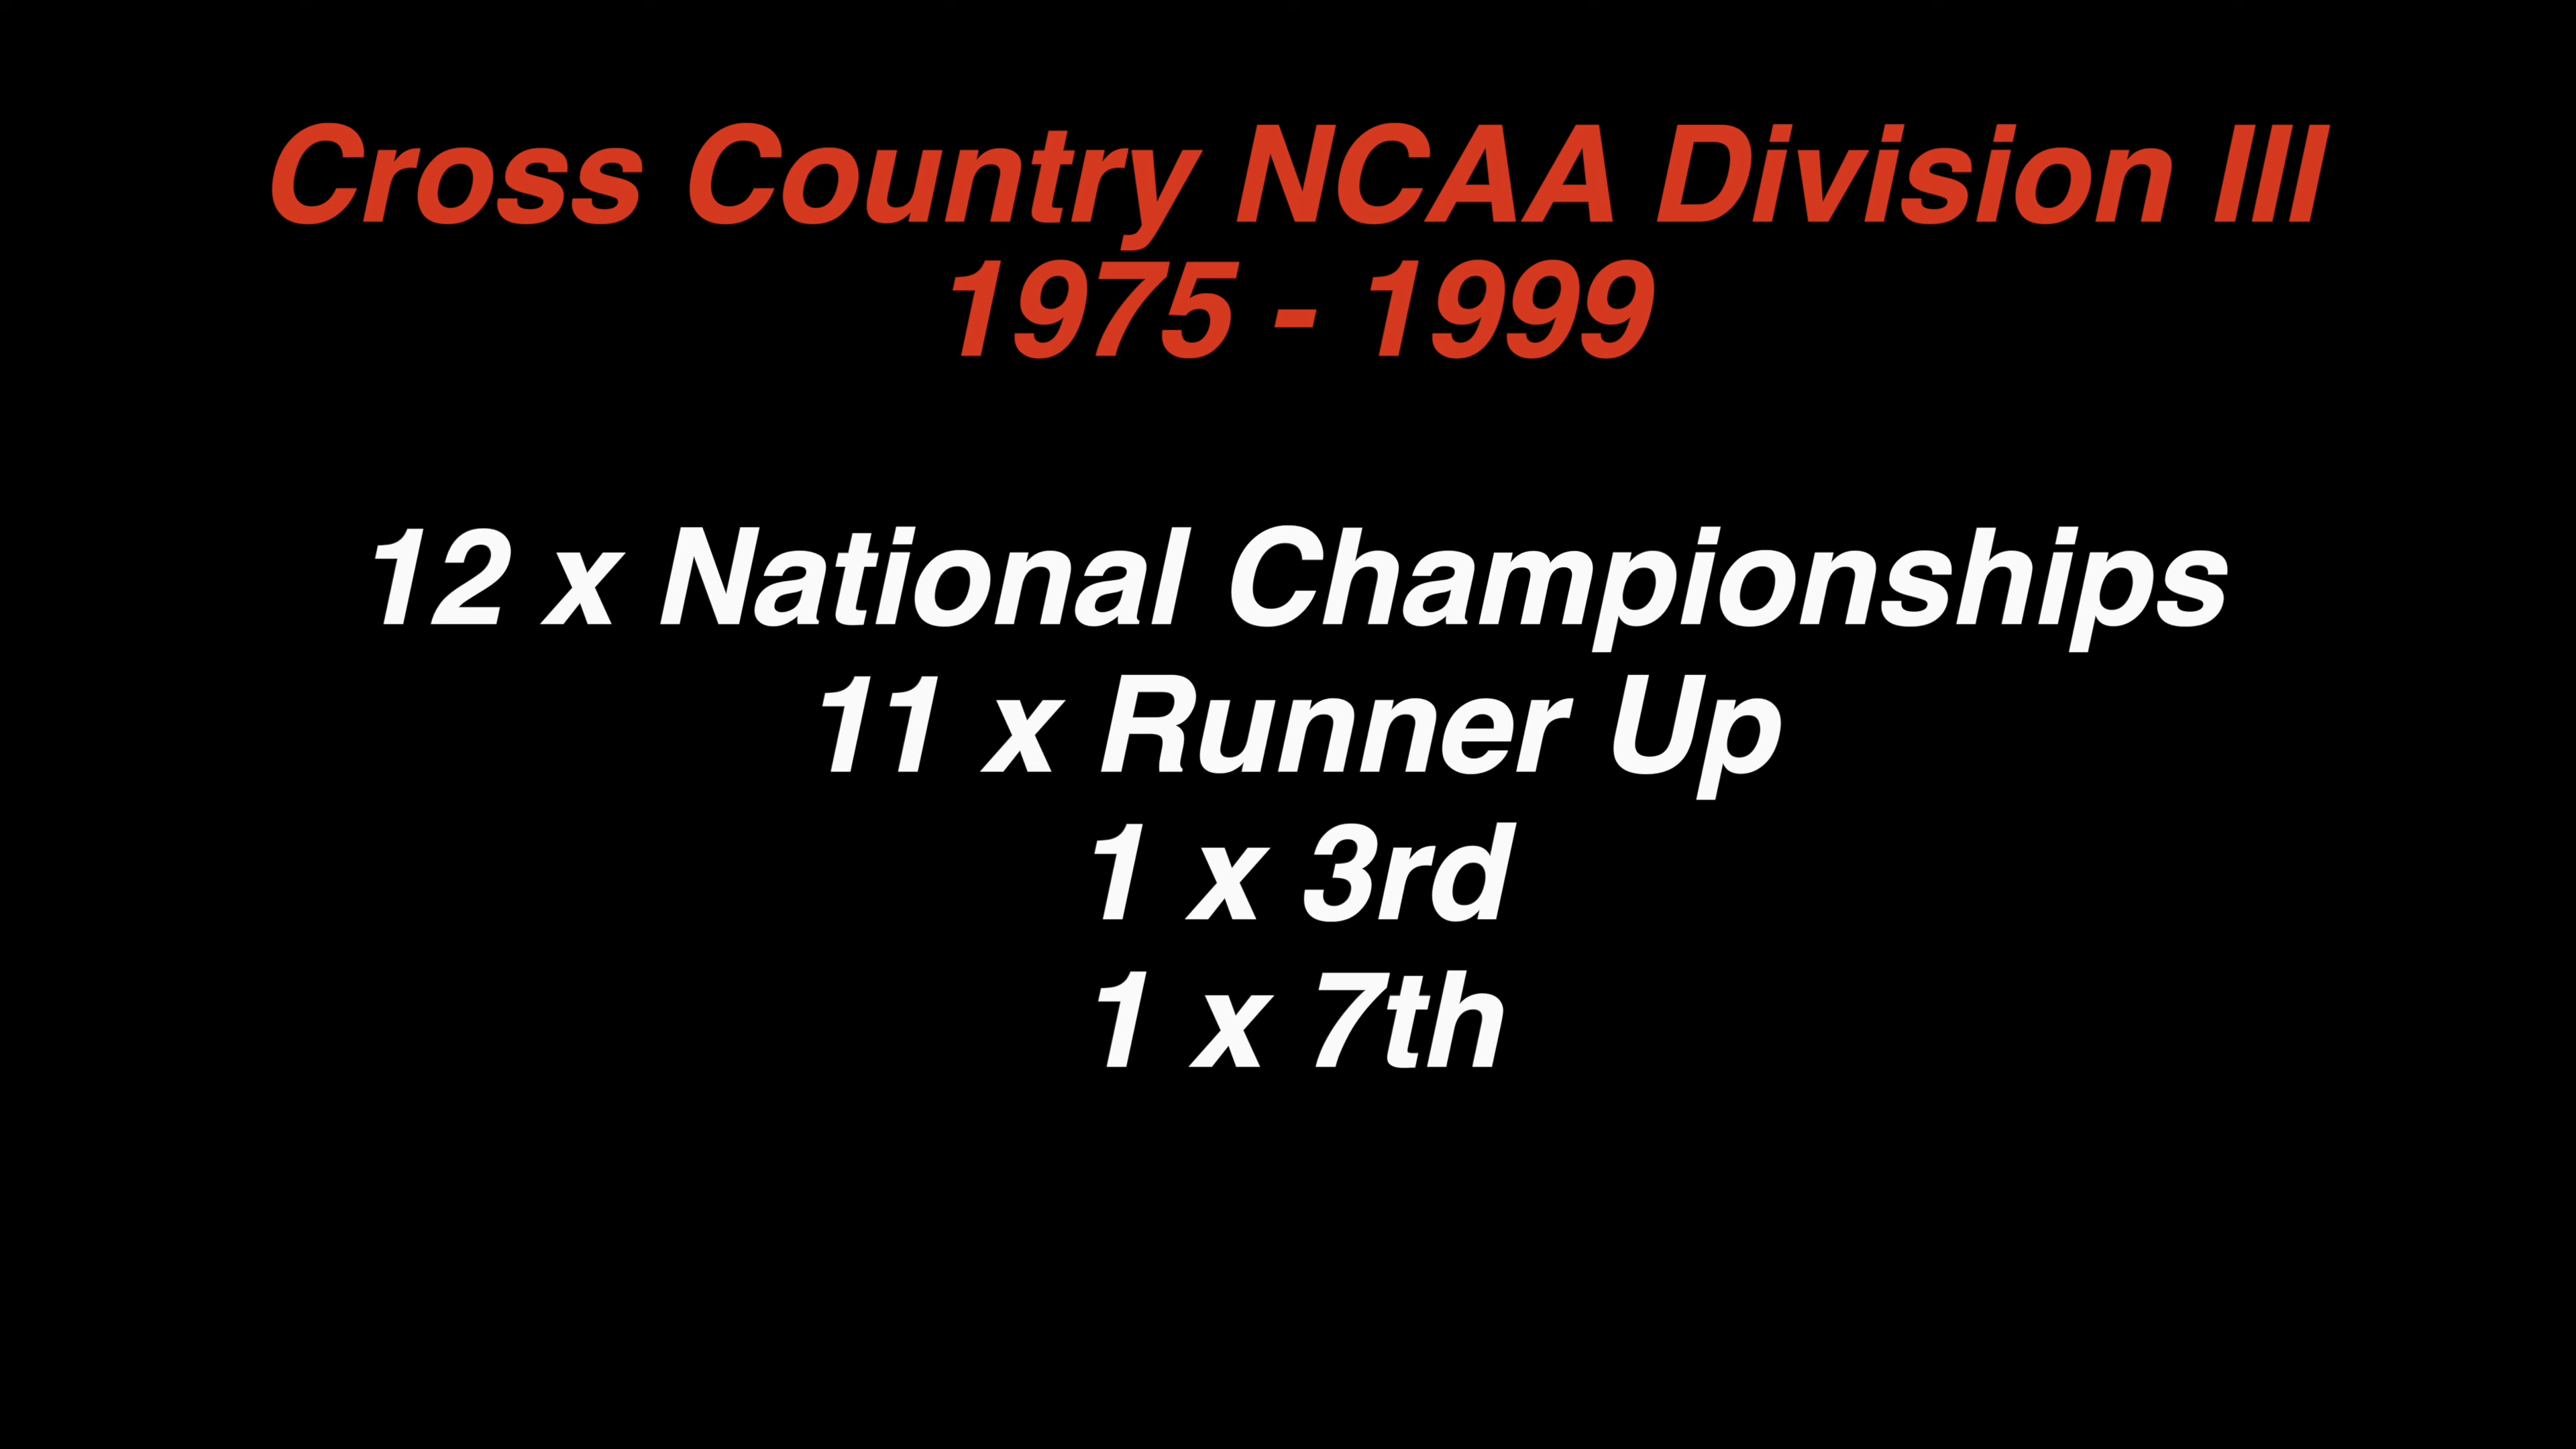 Cross Country NCAA Division III
1975 - 1999
12 x National Championships
11 x Runner Up
1 x 3rd
1 x 7th